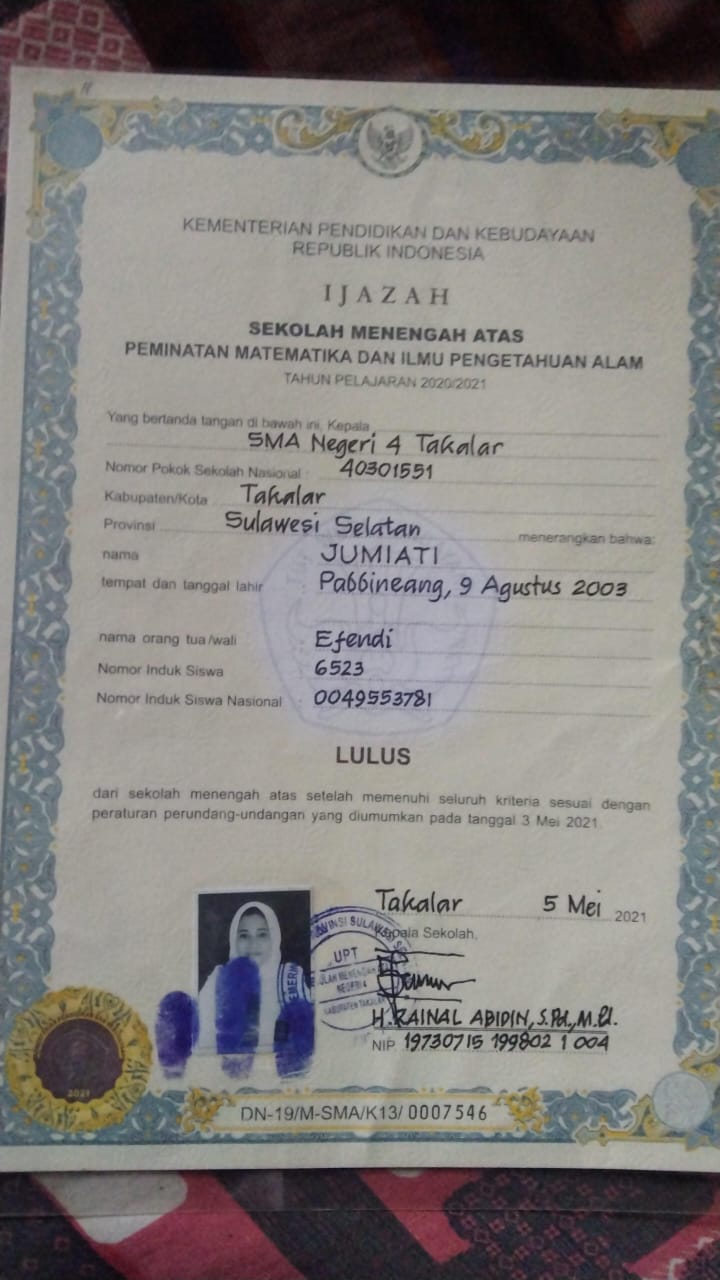 KEMENTERIAN PENDIDIKAN DAN KEBUDAYAAN
REPUBLIK INDONESIA
IJAZAH
SEKOLAH MENENGAH ATAS
PEMINATAN MATEMATIKA DAN ILMU PENGETAHUAN ALAM
TAHUN PELAJARAN 2020/2021
Yang bertanda tangan di bawah ini, Kepala
SMA Negeri 4 Takalar
Nomor Pokok Sekolah Nasional : 40301551
Kabupaten/Kota Takalar
Provinsi Sulawesi Selatan menerangkan bahwa:
nama : JUMIATI
tempat dan tanggal lahir : Pabbineang, 9 Agustus 2003
nama orang tua/wali : Efendi
Nomor Induk Siswa : 6523
Nomor Induk Siswa Nasional : 0049553781
LULUS
dari sekolah menengah atas setelah memenuhi seluruh kriteria sesuai dengan
peraturan perundang-undangan yang diumumkan pada tanggal 3 Mei 2021.
Takalar 5 Mei 2021
Kepala Sekolah,
UPT
NEGERI 4
KABUPATEN TAKALAR
H. RAINAL ABIDIN, S.Pd., M.Pd.
NIP 19730715 199802 1 004
2021
DN-19/M-SMA/K13/0007546